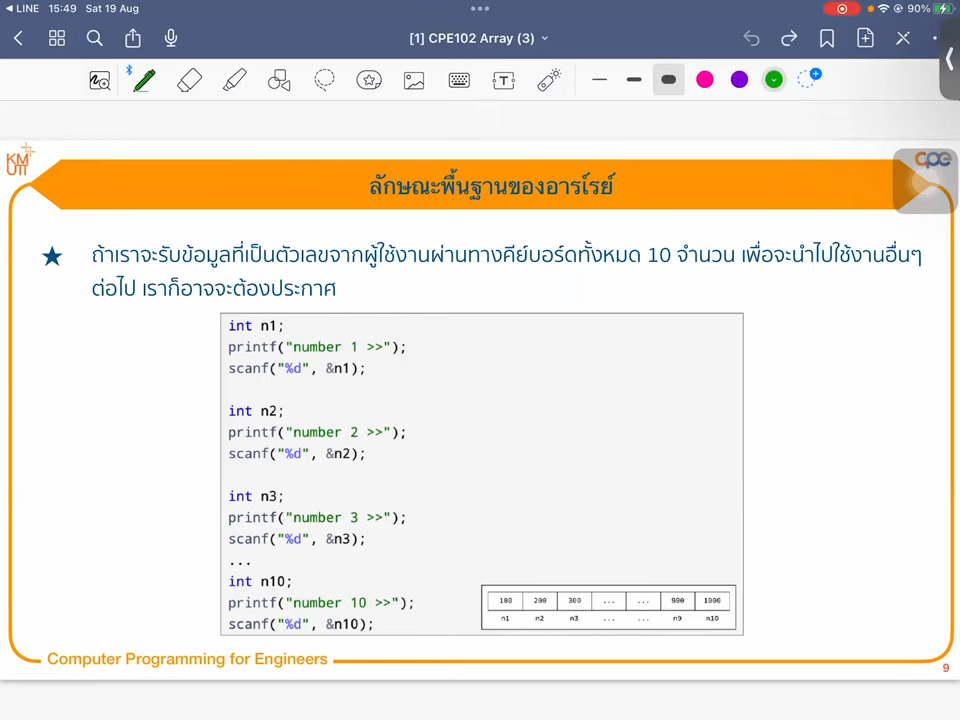 LINE 15:49 Sat 19 Aug
90%
[1] CPE102 Array (3)
KM
UTT
cpe
ลักษณะพื้นฐานของอาร์เรย์
ถ้าเราจะรับข้อมูลที่เป็นตัวเลขจากผู้ใช้งานผ่านทางคีย์บอร์ดทั้งหมด 10 จำนวน เพื่อจะนำไปใช้งานอื่นๆ
ต่อไป เราก็อาจจะต้องประกาศ
int n1;
printf("number 1 >>");
scanf("%d", &n1);
int n2;
printf("number 2 >>");
scanf("%d", &n2);
int n3;
printf("number 3 >>");
scanf("%d", &n3);
...
int n10;
printf("number 10 >>");
scanf("%d", &n10);
100 200 300 ... ... 900 1000
n1 n2 n3 ... ... n9 n10
Computer Programming for Engineers
9